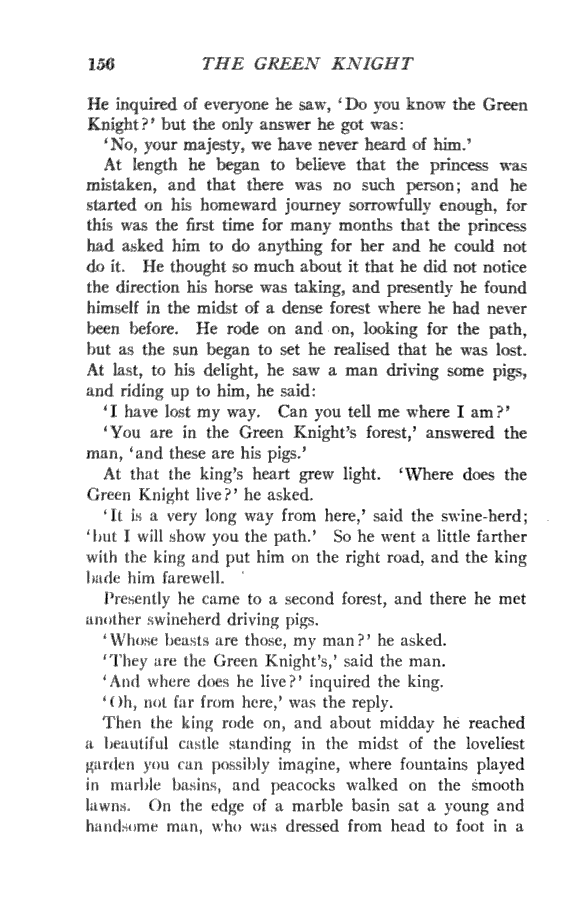 156 THE GREEN KNIGHT
He inquired of everyone he saw, ‘Do you know the Green
Knight?’ but the only answer he got was:
‘No, your majesty, we have never heard of him.’
At length he began to believe that the princess was
mistaken, and that there was no such person; and he
started on his homeward journey sorrowfully enough, for
this was the first time for many months that the princess
had asked him to do anything for her and he could not
do it. He thought so much about it that he did not notice
the direction his horse was taking, and presently he found
himself in the midst of a dense forest where he had never
been before. He rode on and on, looking for the path,
but as the sun began to set he realised that he was lost.
At last, to his delight, he saw a man driving some pigs,
and riding up to him, he said:
‘I have lost my way. Can you tell me where I am?’
‘You are in the Green Knight's forest,’ answered the
man, ‘and these are his pigs.’
At that the king's heart grew light. ‘Where does the
Green Knight live?’ he asked.
‘It is a very long way from here,’ said the swine-herd;
‘but I will show you the path.’ So he went a little farther
with the king and put him on the right road, and the king
bade him farewell.
Presently he came to a second forest, and there he met
another swineherd driving pigs.
‘Whose beasts are those, my man?’ he asked.
‘They are the Green Knight's,’ said the man.
‘And where does he live?’ inquired the king.
‘Oh, not far from here,’ was the reply.
Then the king rode on, and about midday he reached
a beautiful castle standing in the midst of the loveliest
garden you can possibly imagine, where fountains played
in marble basins, and peacocks walked on the smooth
lawns. On the edge of a marble basin sat a young and
handsome man, who was dressed from head to foot in a